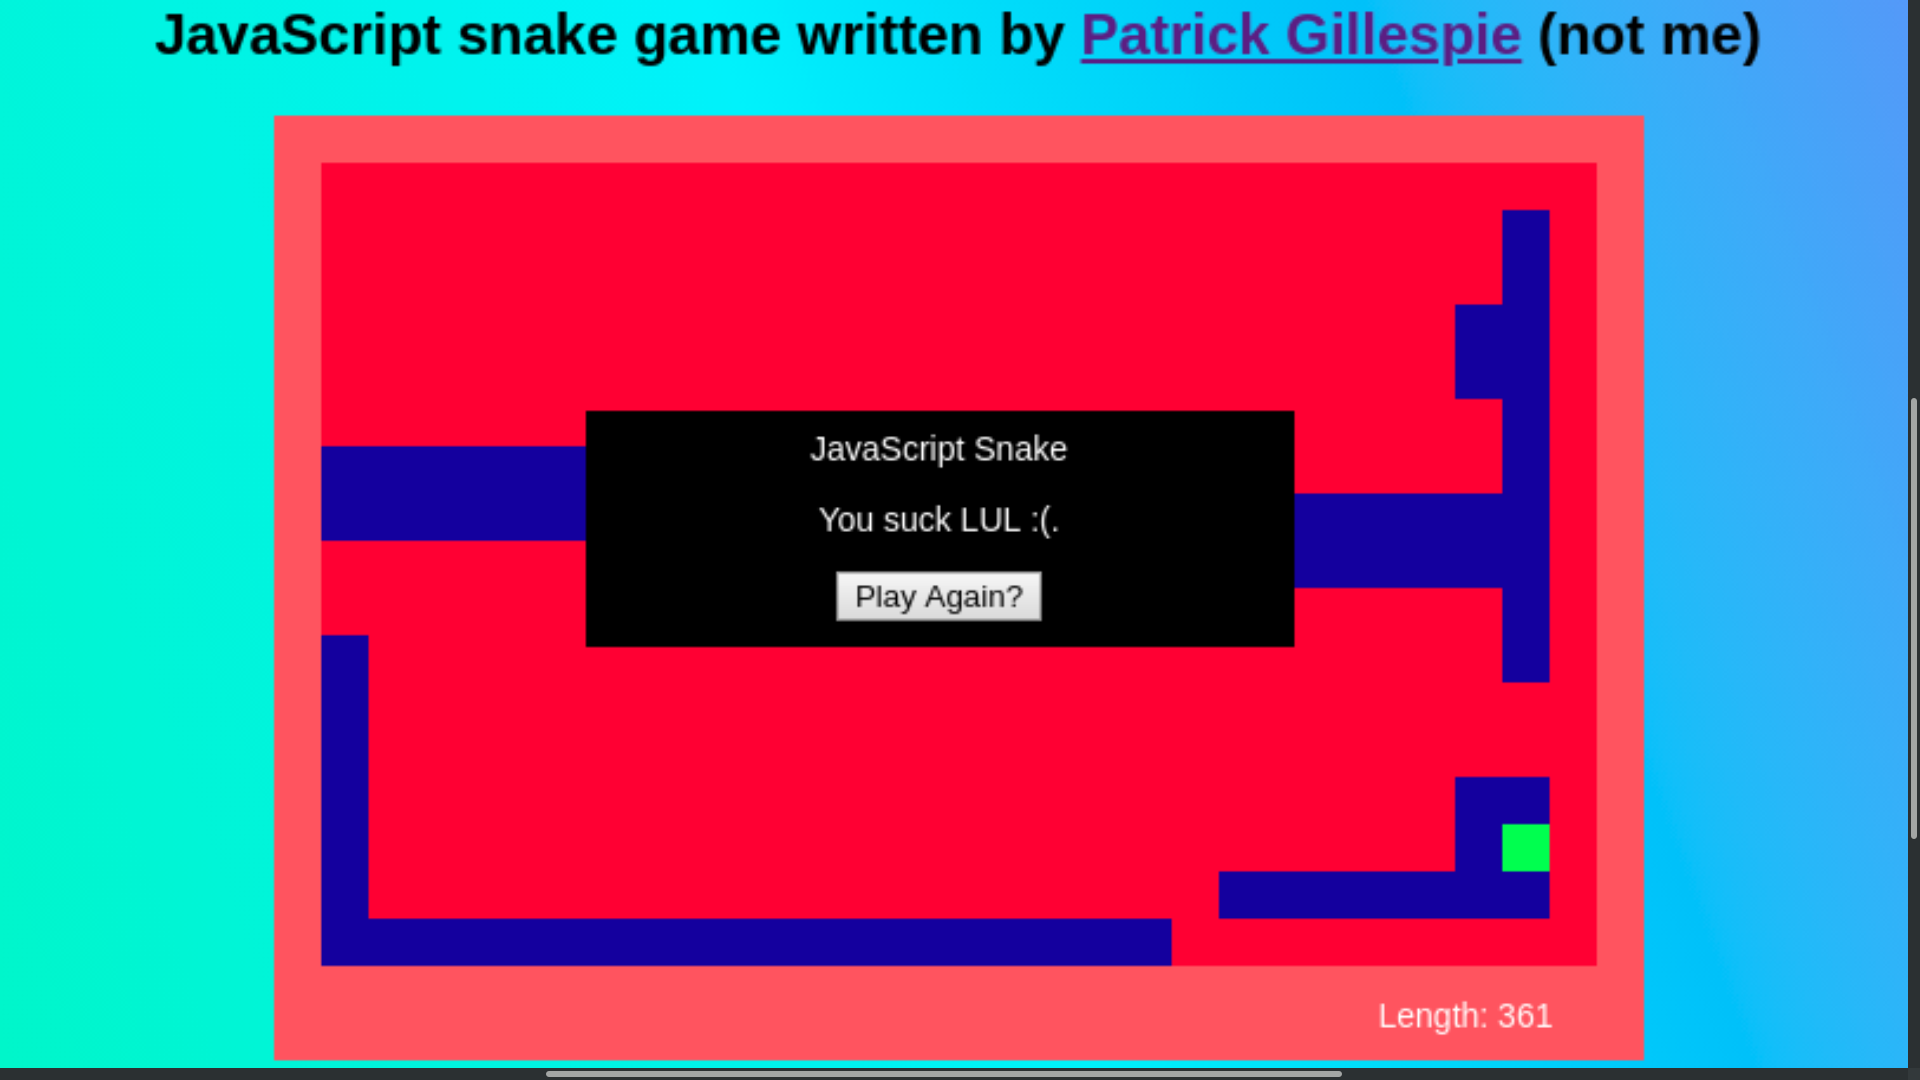 JavaScript snake game written by Patrick Gillespie (not me)
JavaScript Snake
You suck LUL :(.
Play Again?
Length: 361